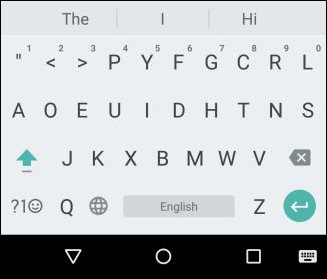 The I Hi
" 1 < 2 > 3 P 4 Y 5 F 6 G 7 C 8 R 9 L 0
A O E U I D H T N S
J K X B M W V
?1☺ Q English Z